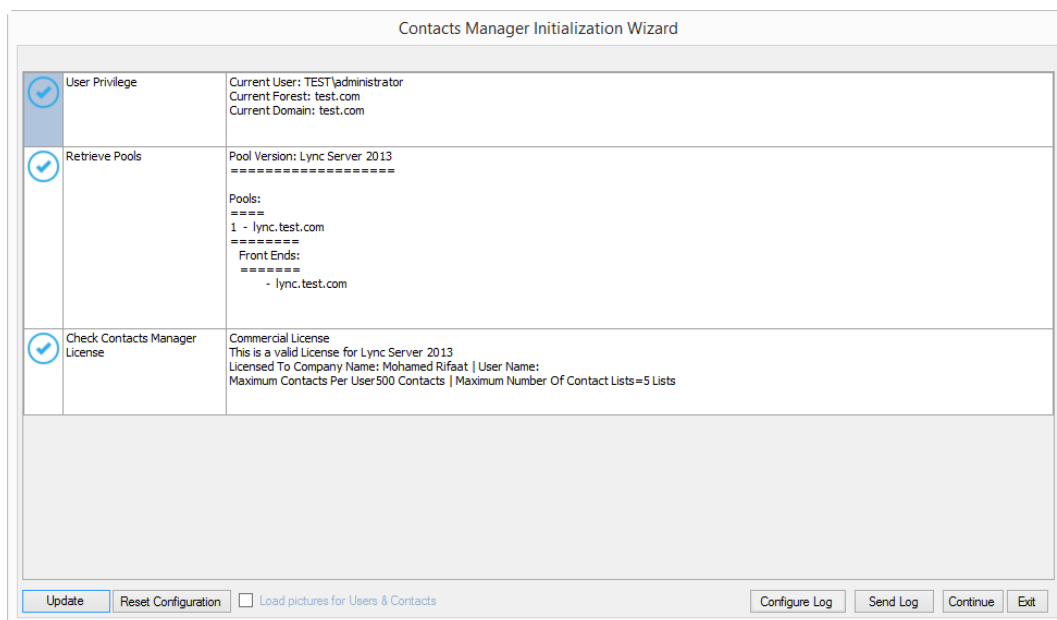 Contacts Manager Initialization Wizard
User Privilege
Current User: TEST\administrator
Current Forest: test.com
Current Domain: test.com
Retrieve Pools
Pool Version: Lync Server 2013
===================
Pools:
====
1 - lync.test.com
========
Front Ends:
=======
- lync.test.com
Check Contacts Manager
License
Commercial License
This is a valid License for Lync Server 2013
Licensed To Company Name: Mohamed Rifaat | User Name:
Maximum Contacts Per User500 Contacts | Maximum Number Of Contact Lists=5 Lists
Update
Reset Configuration
Load pictures for Users & Contacts
Configure Log
Send Log
Continue
Exit